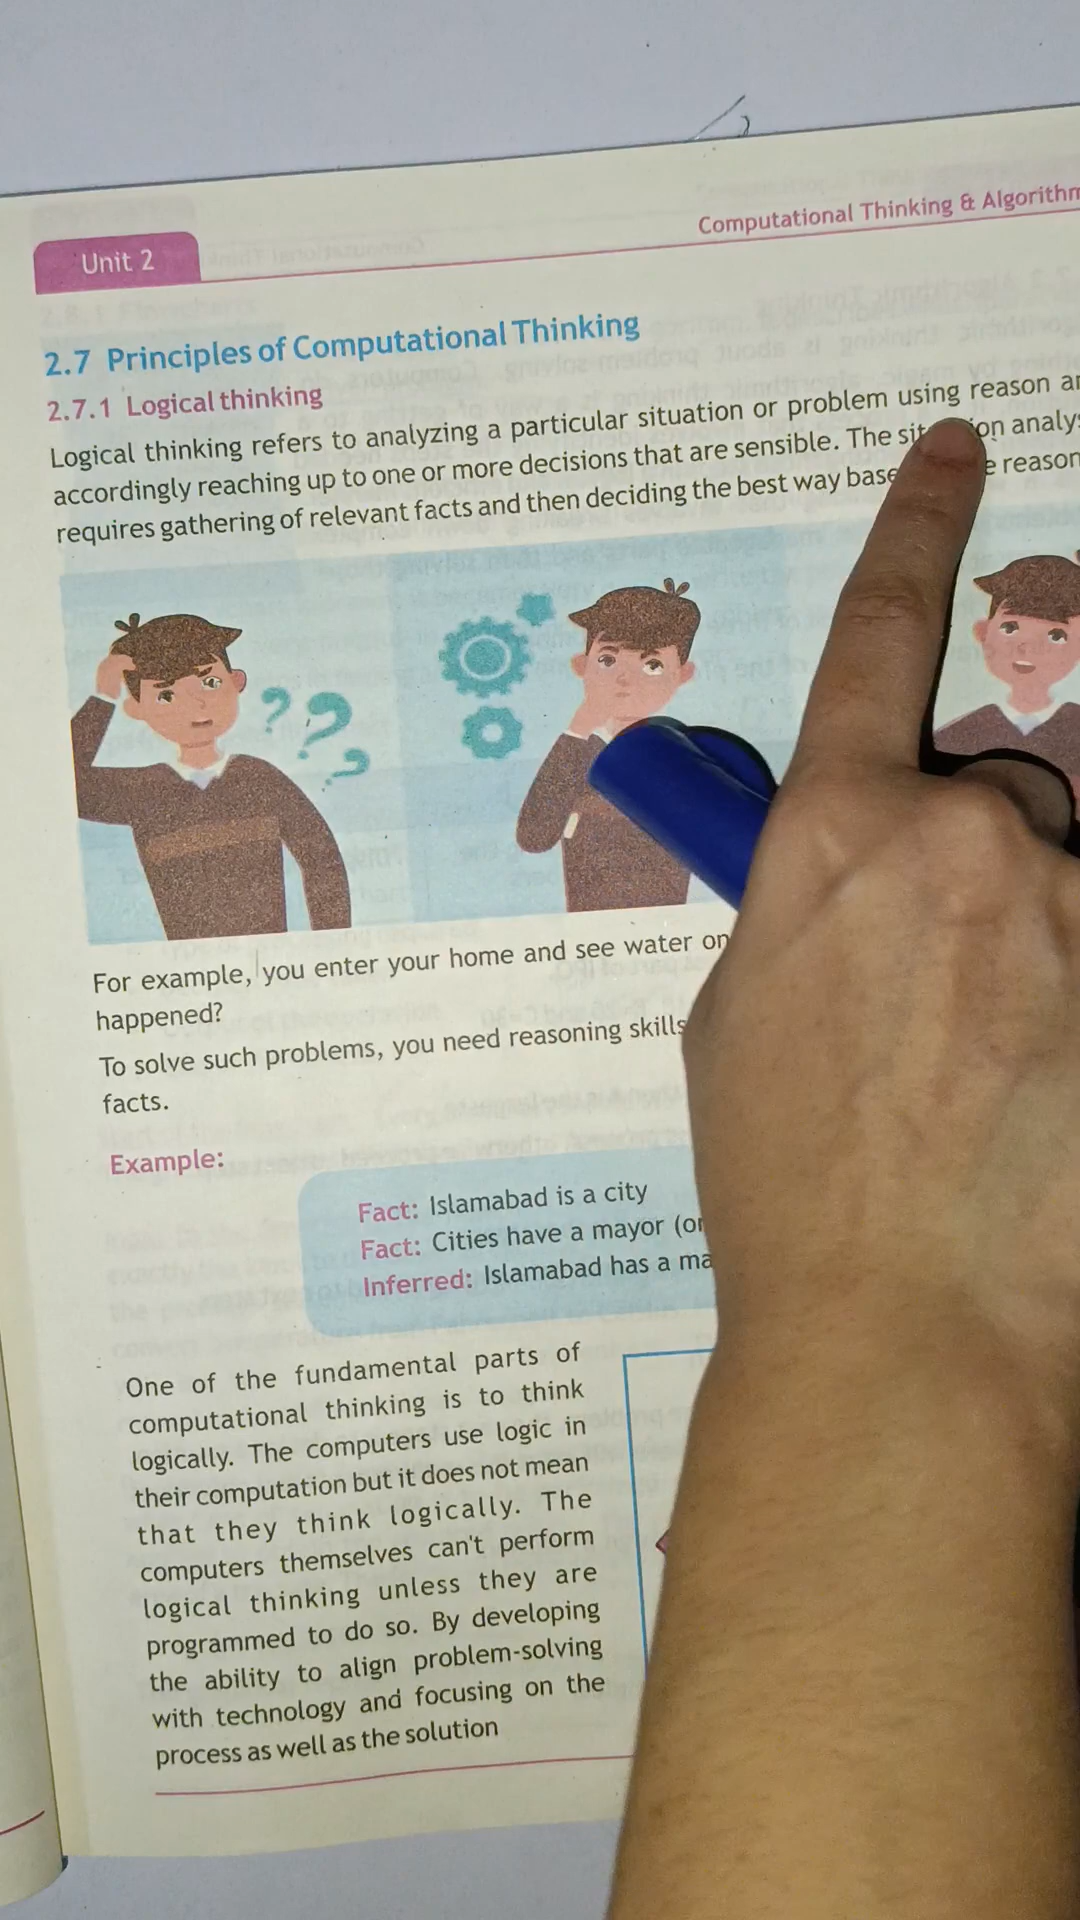 Computational Thinking & Algorithm
Unit 2
2.7 Principles of Computational Thinking
2.7.1 Logical thinking
Logical thinking refers to analyzing a particular situation or problem using reason
accordingly reaching up to one or more decisions that are sensible. The
requires gathering of relevant facts and then deciding the best way
? ? ?
For example, you enter your home and see water on
happened?
To solve such problems, you need reasoning skills
facts.
Example:
Fact: Islamabad is a city
Fact: Cities have a mayor
Inferred: Islamabad has a
One of the fundamental parts of
computational thinking is to think
logically. The computers use logic in
their computation but it does not mean
that they think logically. The
computers themselves can't perform
logical thinking unless they are
programmed to do so. By developing
the ability to align problem-solving
with technology and focusing on the
process as well as the solution